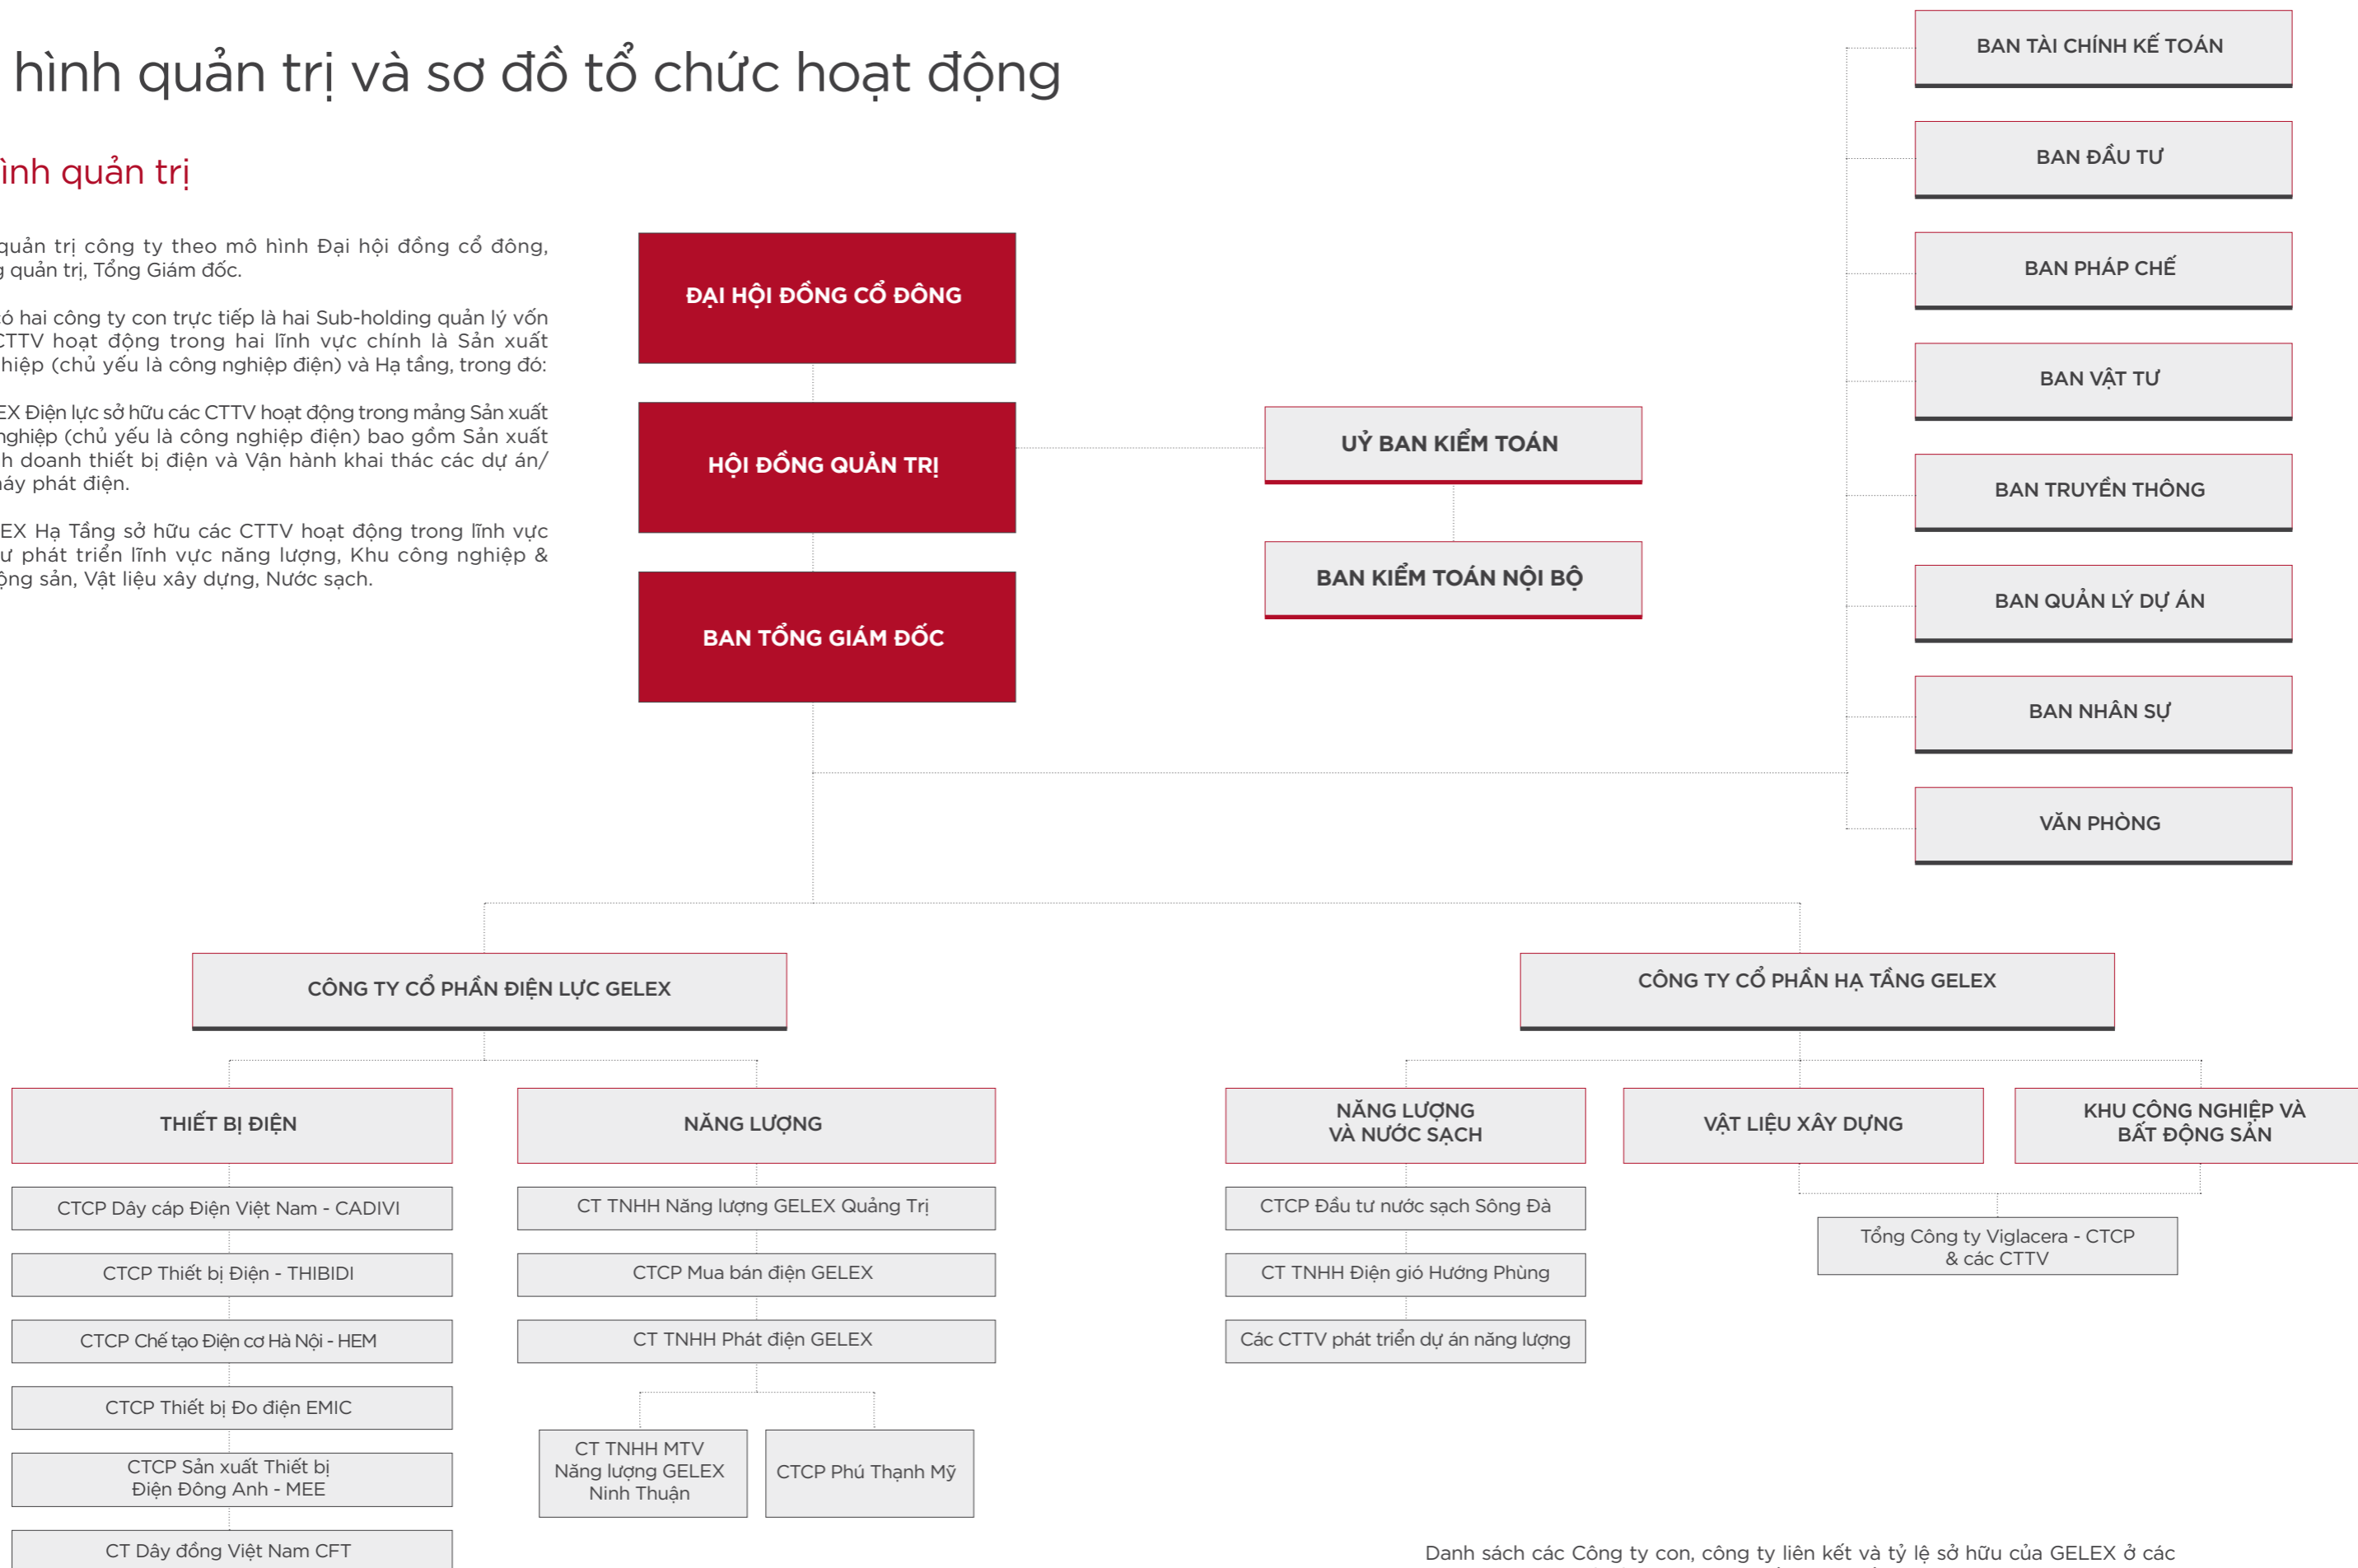 hình quản trị và sơ đồ tổ chức hoạt động
quản trị
quản trị công ty theo mô hình Đại hội đồng cổ đông,
quản trị, Tổng Giám đốc.
có hai công ty con trực tiếp là hai Sub-holding quản lý vốn
CTTV hoạt động trong hai lĩnh vực chính là Sản xuất
(chủ yếu là công nghiệp điện) và Hạ tầng, trong đó:
Điện lực sở hữu các CTTV hoạt động trong mảng Sản xuất
nghiệp (chủ yếu là công nghiệp điện) bao gồm Sản xuất
doanh thiết bị điện và Vận hành khai thác các dự án/
phát điện.
Hạ Tầng sở hữu các CTTV hoạt động trong lĩnh vực
phát triển lĩnh vực năng lượng, Khu công nghiệp &
sản, Vật liệu xây dựng, Nước sạch.
ĐẠI HỘI ĐỒNG CỔ ĐÔNG
HỘI ĐỒNG QUẢN TRỊ
BAN TỔNG GIÁM ĐỐC
UỶ BAN KIỂM TOÁN
BAN KIỂM TOÁN NỘI BỘ
BAN TÀI CHÍNH KẾ TOÁN
BAN ĐẦU TƯ
BAN PHÁP CHẾ
BAN VẬT TƯ
BAN TRUYỀN THÔNG
BAN QUẢN LÝ DỰ ÁN
BAN NHÂN SỰ
VĂN PHÒNG
CÔNG TY CỔ PHẦN ĐIỆN LỰC GELEX
THIẾT BỊ ĐIỆN
CTCP Dây cáp Điện Việt Nam - CADIVI
CTCP Thiết bị Điện - THIBIDI
CTCP Chế tạo Điện cơ Hà Nội - HEM
CTCP Thiết bị Đo điện EMIC
CTCP Sản xuất Thiết bị
Điện Đông Anh - MEE
CT Dây đồng Việt Nam CFT
NĂNG LƯỢNG
CT TNHH Năng lượng GELEX Quảng Trị
CTCP Mua bán điện GELEX
CT TNHH Phát điện GELEX
CT TNHH MTV
Năng lượng GELEX
Ninh Thuận
CTCP Phú Thạnh Mỹ
CÔNG TY CỔ PHẦN HẠ TẦNG GELEX
NĂNG LƯỢNG
VÀ NƯỚC SẠCH
CTCP Đầu tư nước sạch Sông Đà
CT TNHH Điện gió Hướng Phùng
Các CTTV phát triển dự án năng lượng
VẬT LIỆU XÂY DỰNG
KHU CÔNG NGHIỆP VÀ
BẤT ĐỘNG SẢN
Tổng Công ty Viglacera - CTCP
& các CTTV
Danh sách các Công ty con, công ty liên kết và tỷ lệ sở hữu của GELEX ở các